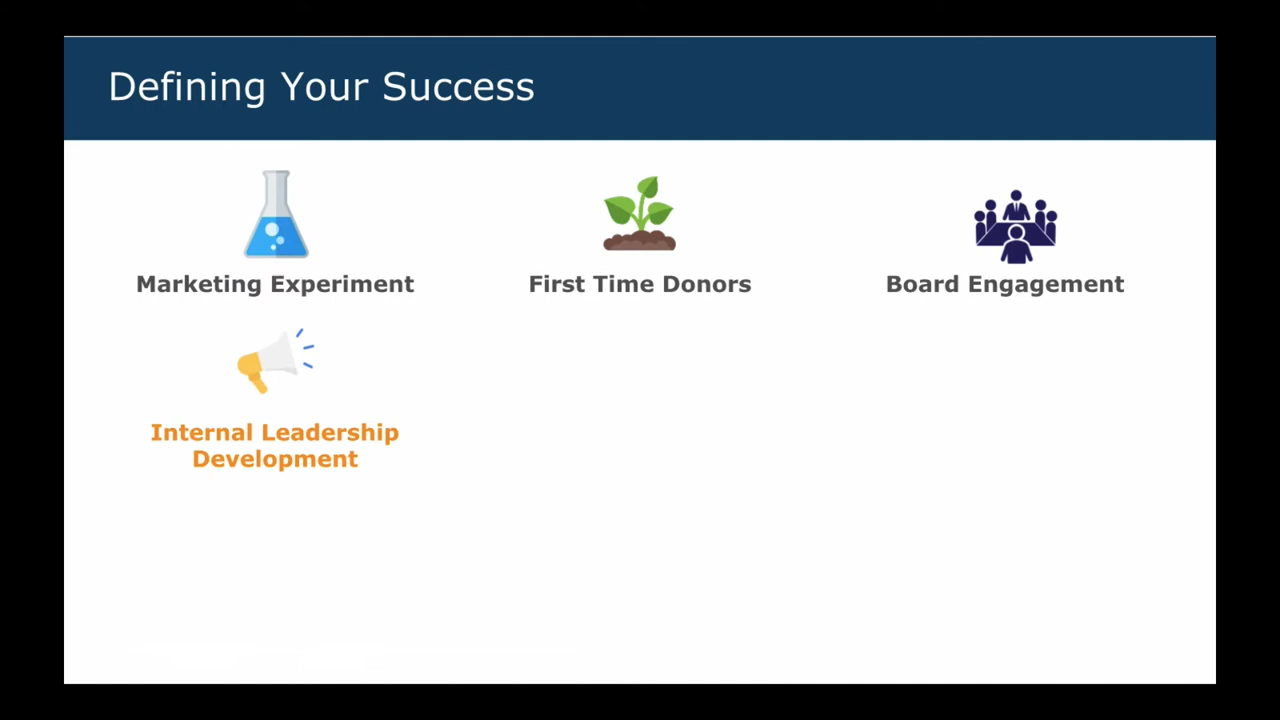 Defining Your Success
Marketing Experiment
First Time Donors
Board Engagement
Internal Leadership
Development